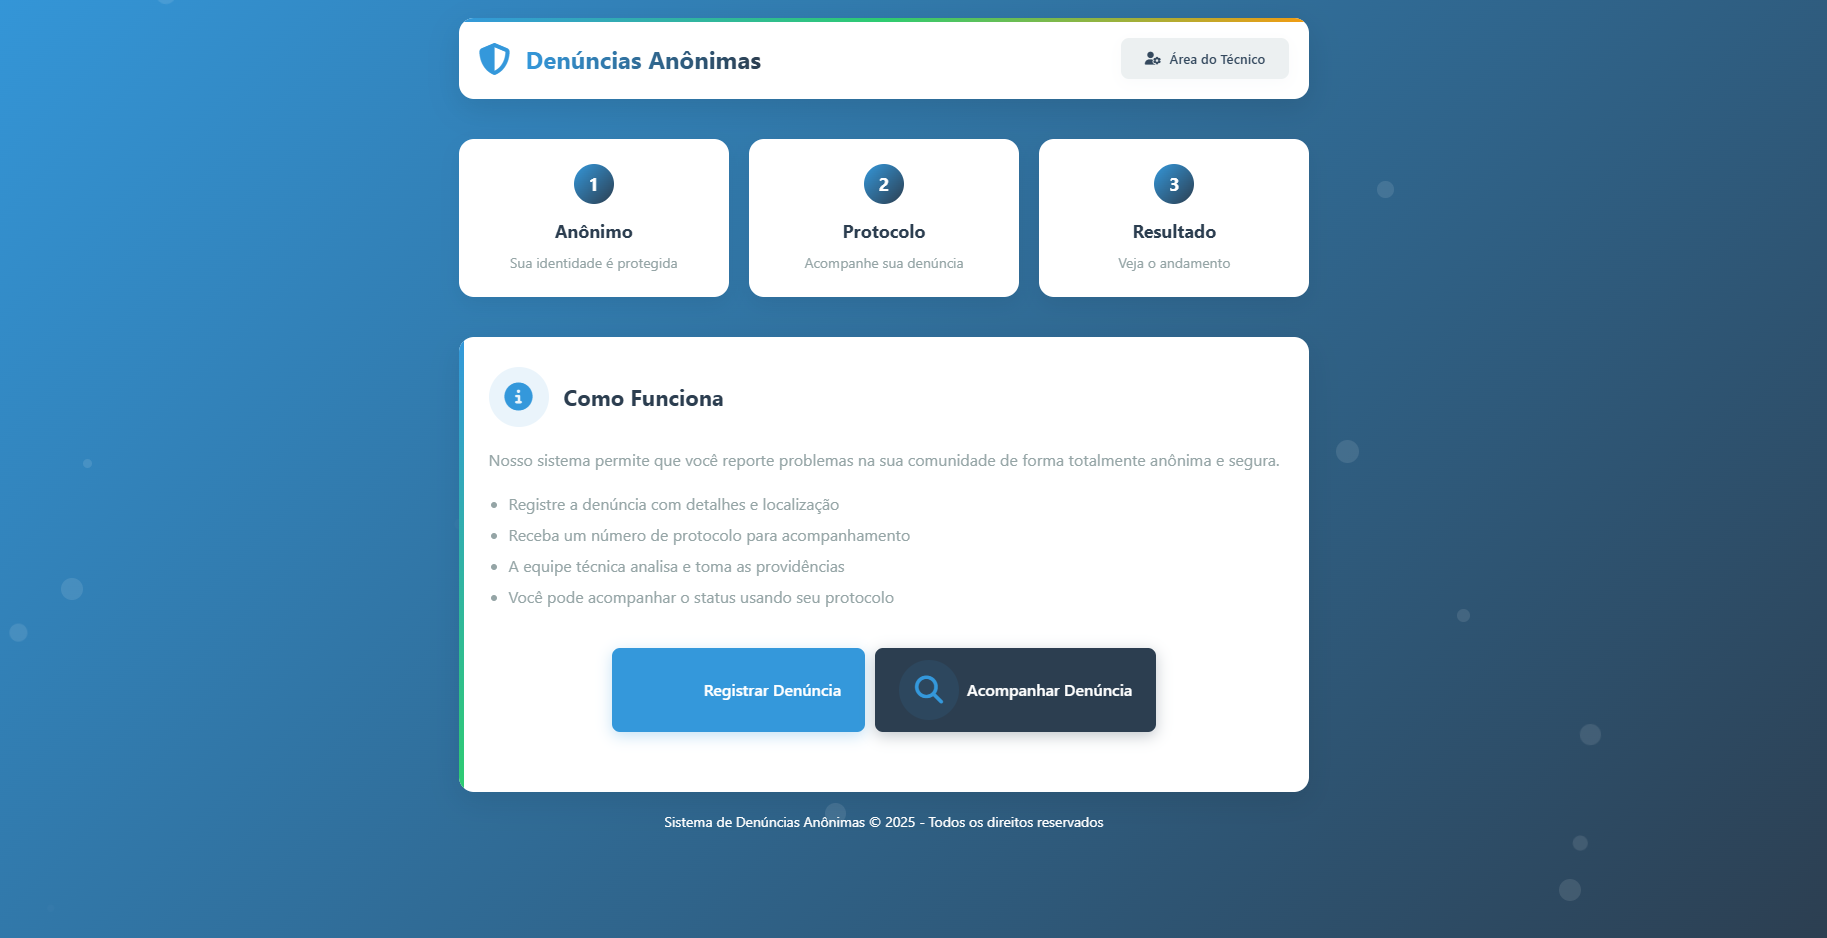 Denúncias Anônimas
Área do Técnico
1
Anônimo
Sua identidade é protegida
2
Protocolo
Acompanhe sua denúncia
3
Resultado
Veja o andamento
Como Funciona
Nosso sistema permite que você reporte problemas na sua comunidade de forma totalmente anônima e segura.
Registre a denúncia com detalhes e localização
Receba um número de protocolo para acompanhamento
A equipe técnica analisa e toma as providências
Você pode acompanhar o status usando seu protocolo
Registrar Denúncia
Acompanhar Denúncia
Sistema de Denúncias Anônimas © 2025 - Todos os direitos reservados